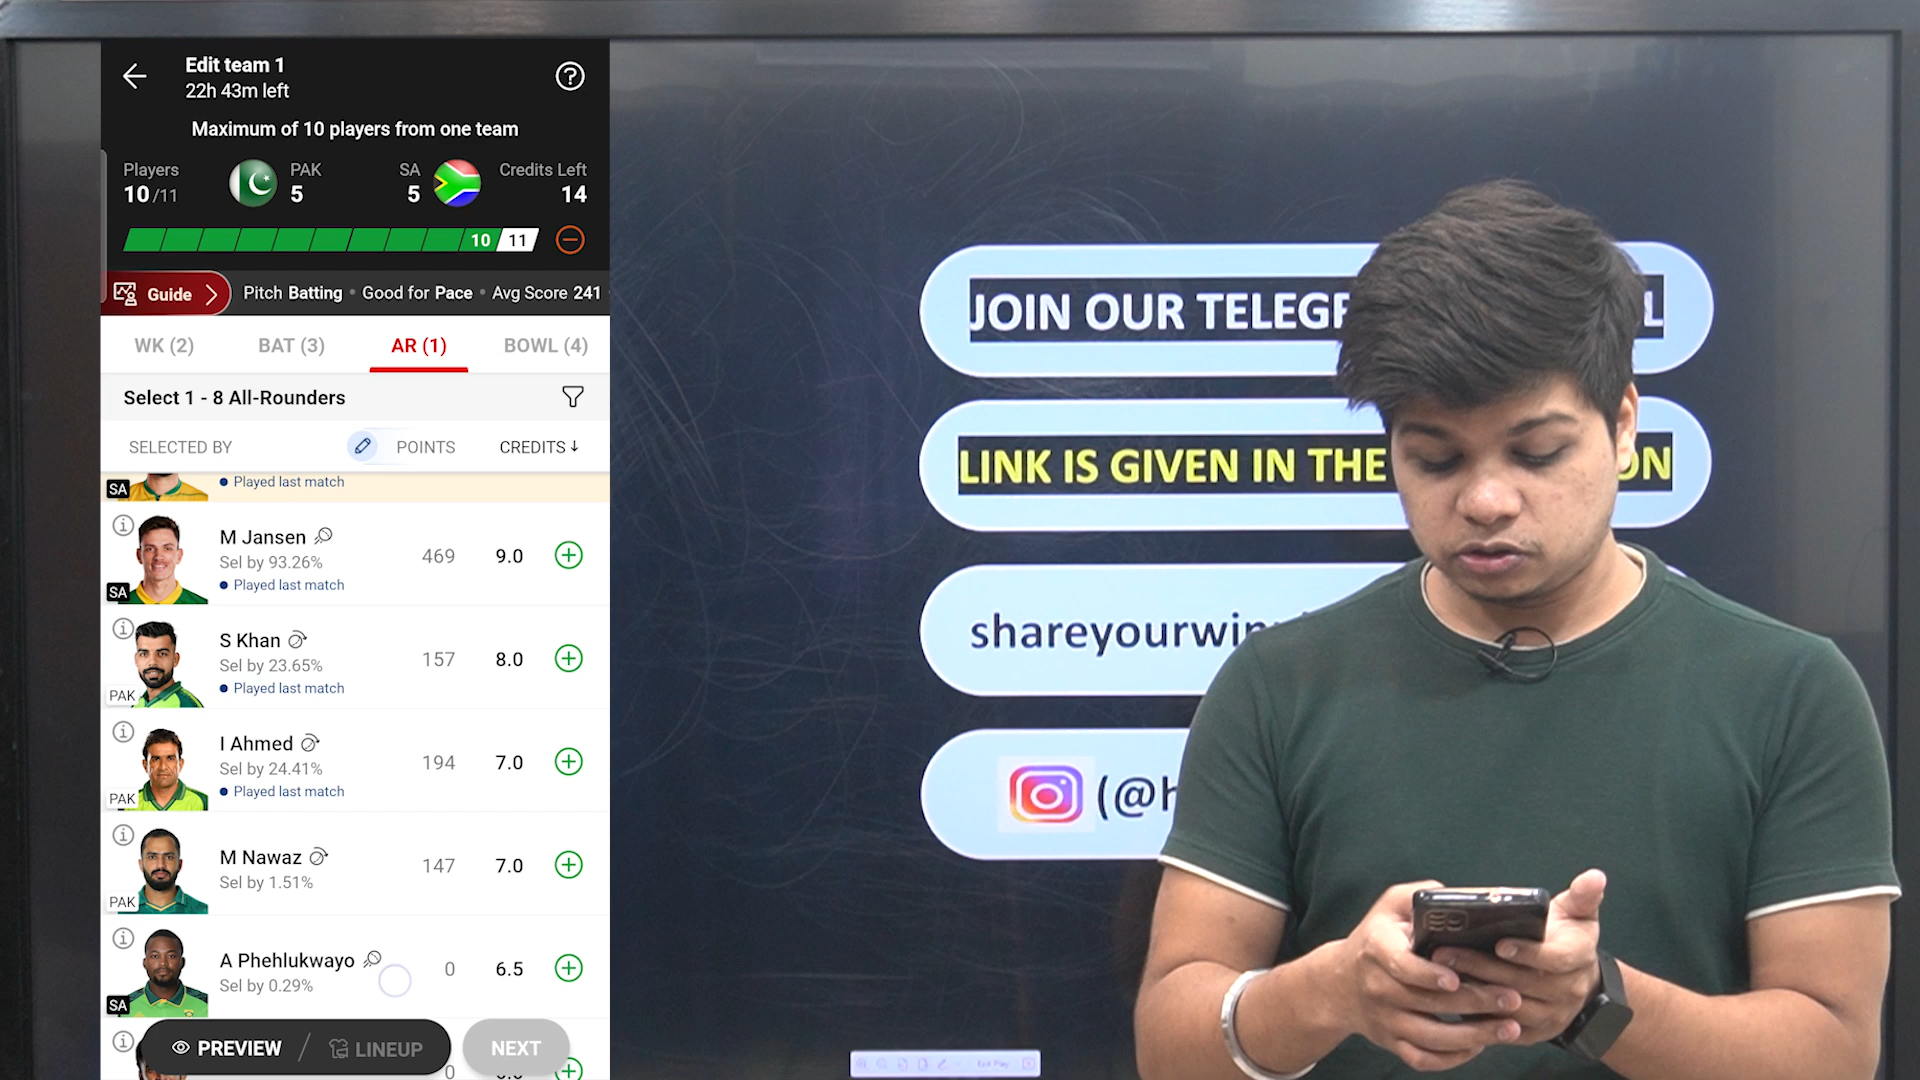 Edit team 1
22h 43m left
Maximum of 10 players from one team
Players
10/11
PAK
5
SA
5
Credits Left
14
10
11
Guide
Pitch Batting • Good for Pace • Avg Score 241
WK (2)
BAT (3)
AR (1)
BOWL (4)
Select 1 - 8 All-Rounders
SELECTED BY
POINTS
CREDITS↓
SA
Played last match
M Jansen
Sel by 93.26%
Played last match
469
9.0
SA
S Khan
Sel by 23.65%
Played last match
157
8.0
PAK
I Ahmed
Sel by 24.41%
Played last match
194
7.0
PAK
M Nawaz
Sel by 1.51%
147
7.0
PAK
A Phehlukwayo
Sel by 0.29%
0
6.5
SA
PREVIEW / LINEUP
NEXT
0
JOIN OUR
LINK IS GIVEN IN THE
(@h